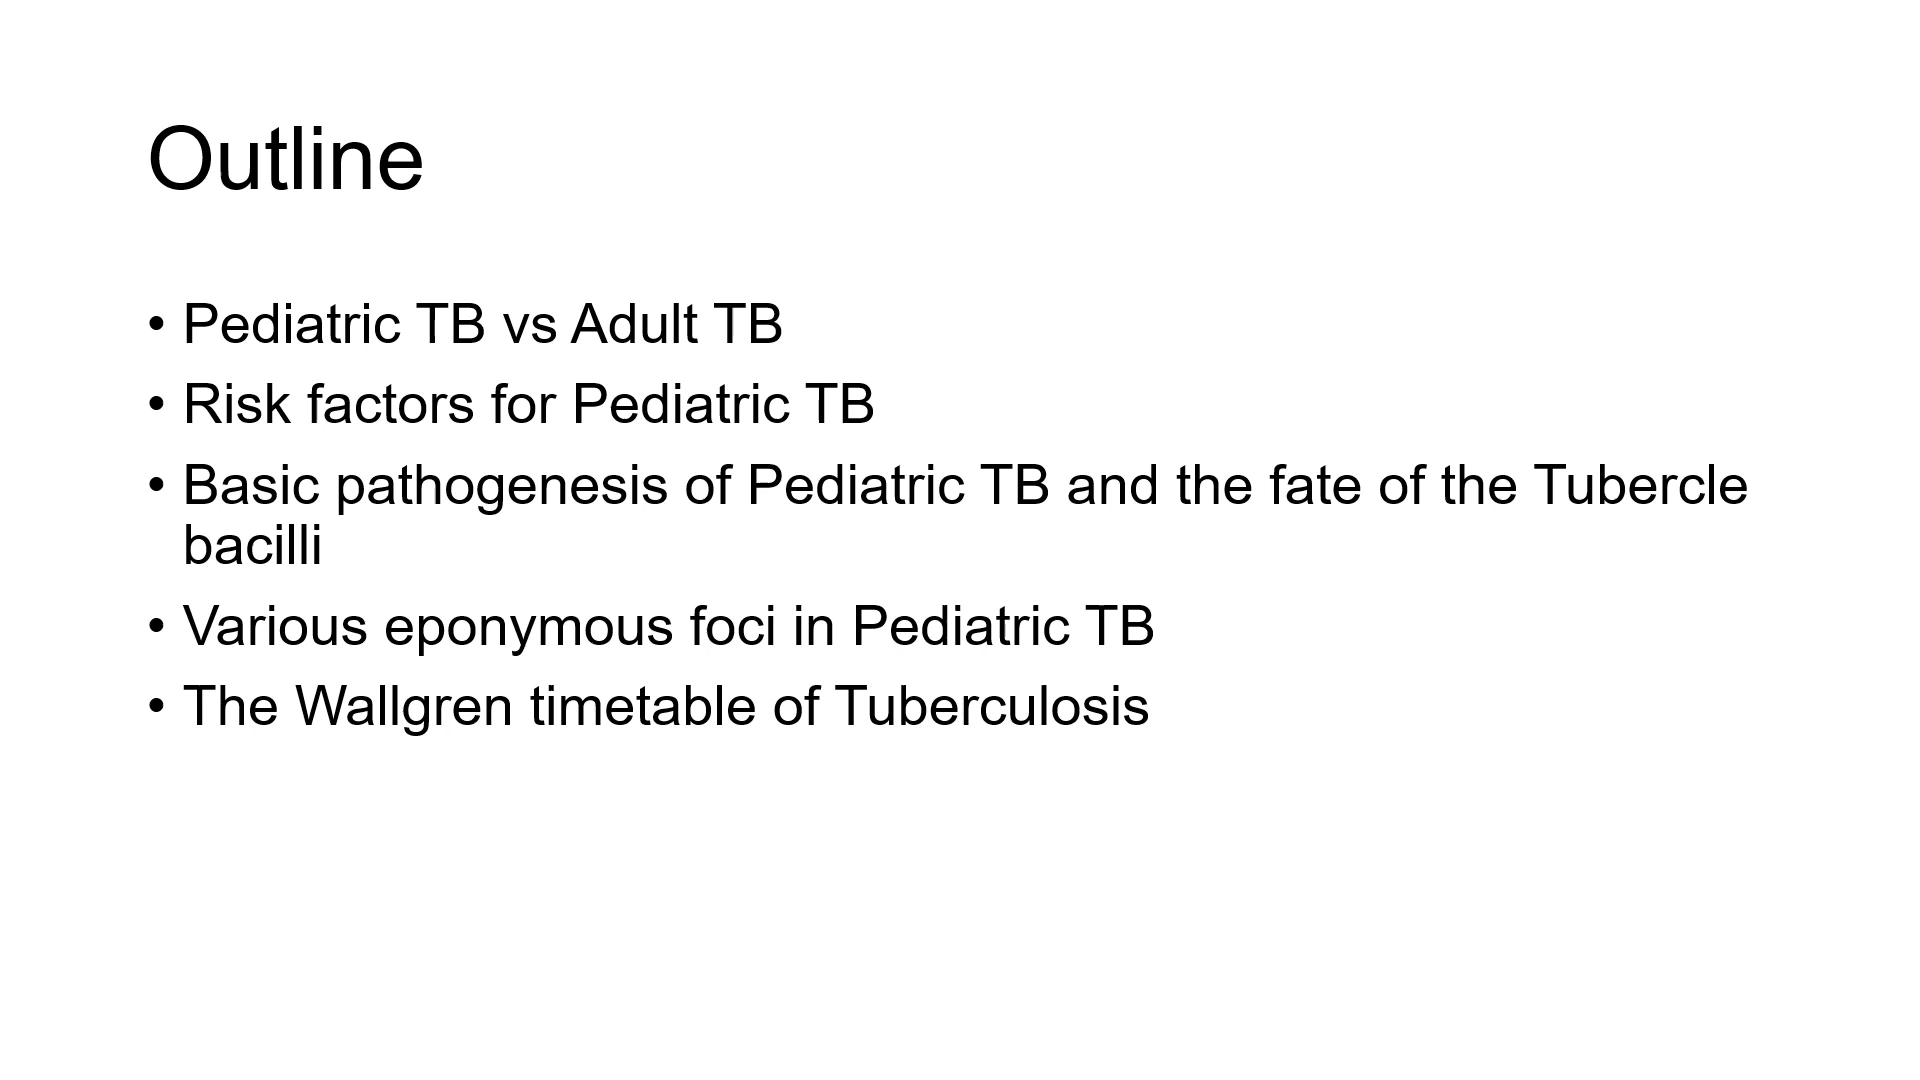 Outline
• Pediatric TB vs Adult TB
• Risk factors for Pediatric TB
• Basic pathogenesis of Pediatric TB and the fate of the Tubercle
bacilli
• Various eponymous foci in Pediatric TB
• The Wallgren timetable of Tuberculosis